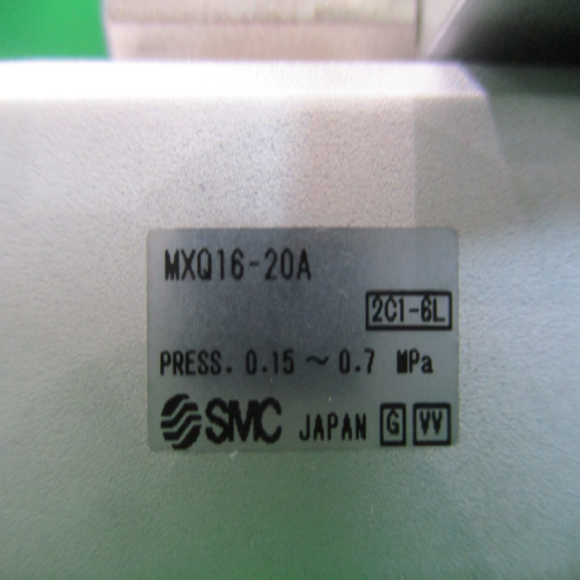 MXQ16-20A
2C1-6L
PRESS. 0.15 ~ 0.7 MPa
SMC JAPAN G VV